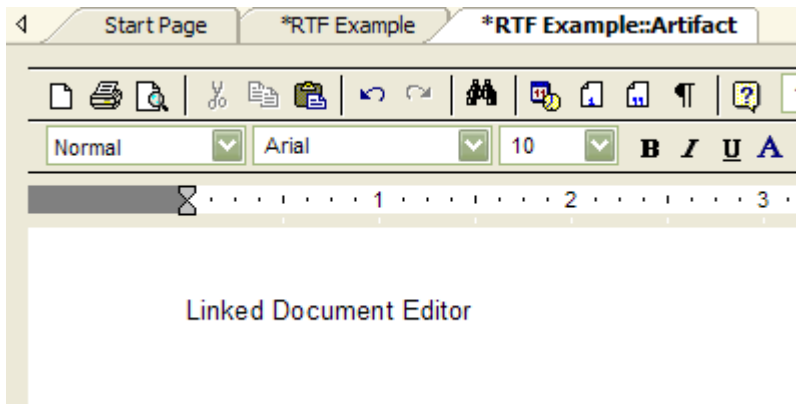 Start Page *RTF Example *RTF Example::Artifact
Normal Arial 10 B I U A
1 2 3
Linked Document Editor